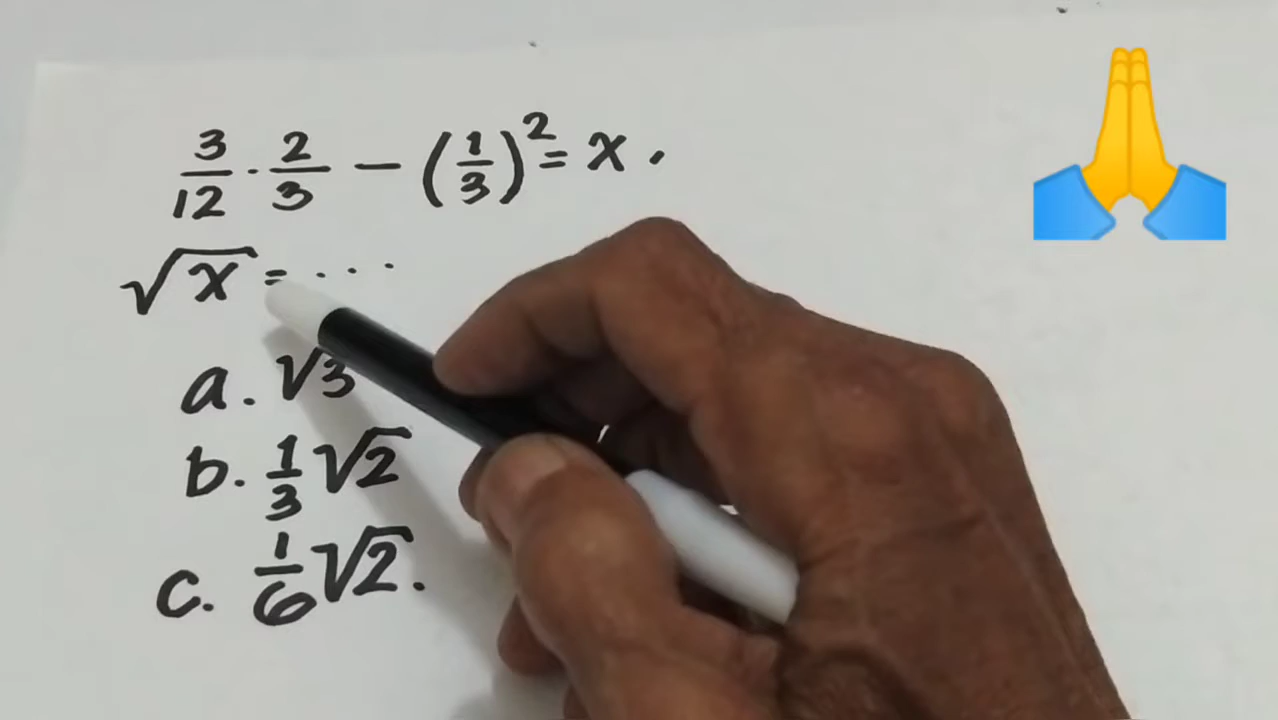 3/12 · 2/3 − (1/3)² = x .
√x = ...
a. √3
b. 1/3 √2
c. 1/6 √2.